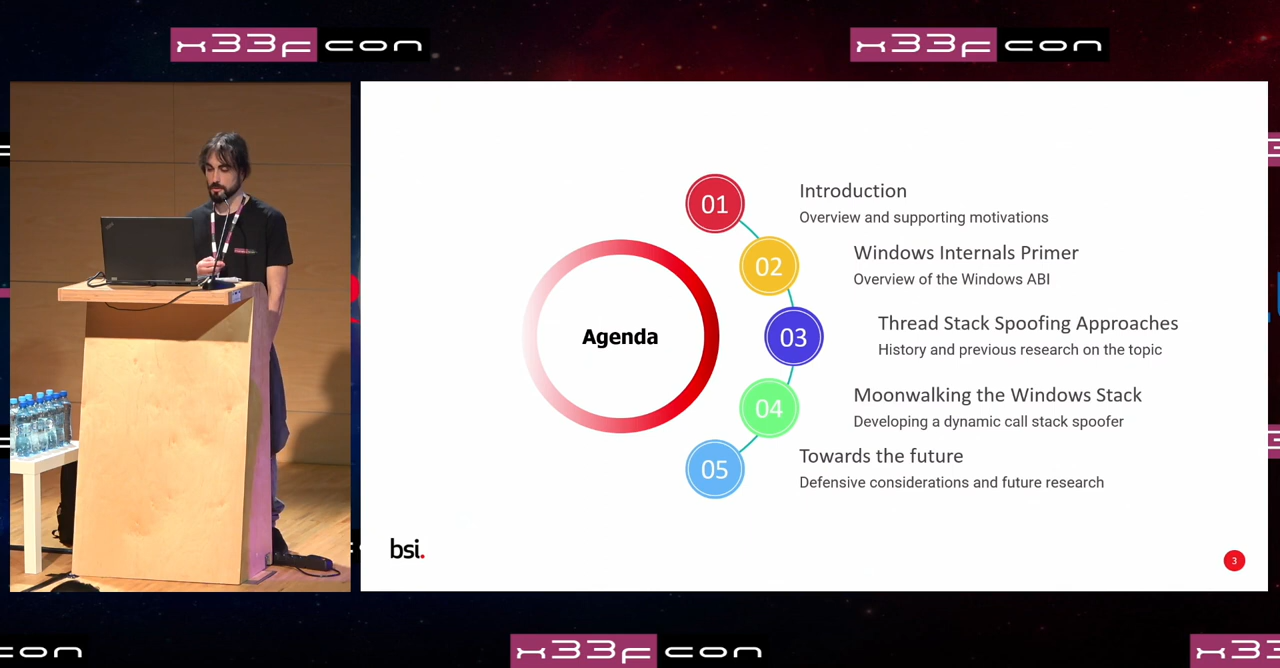 x33fcon
x33fcon
01
Introduction
Overview and supporting motivations
02
Windows Internals Primer
Overview of the Windows ABI
Agenda
03
Thread Stack Spoofing Approaches
History and previous research on the topic
04
Moonwalking the Windows Stack
Developing a dynamic call stack spoofer
05
Towards the future
Defensive considerations and future research
bsi.
3
con
x33fcon
x33